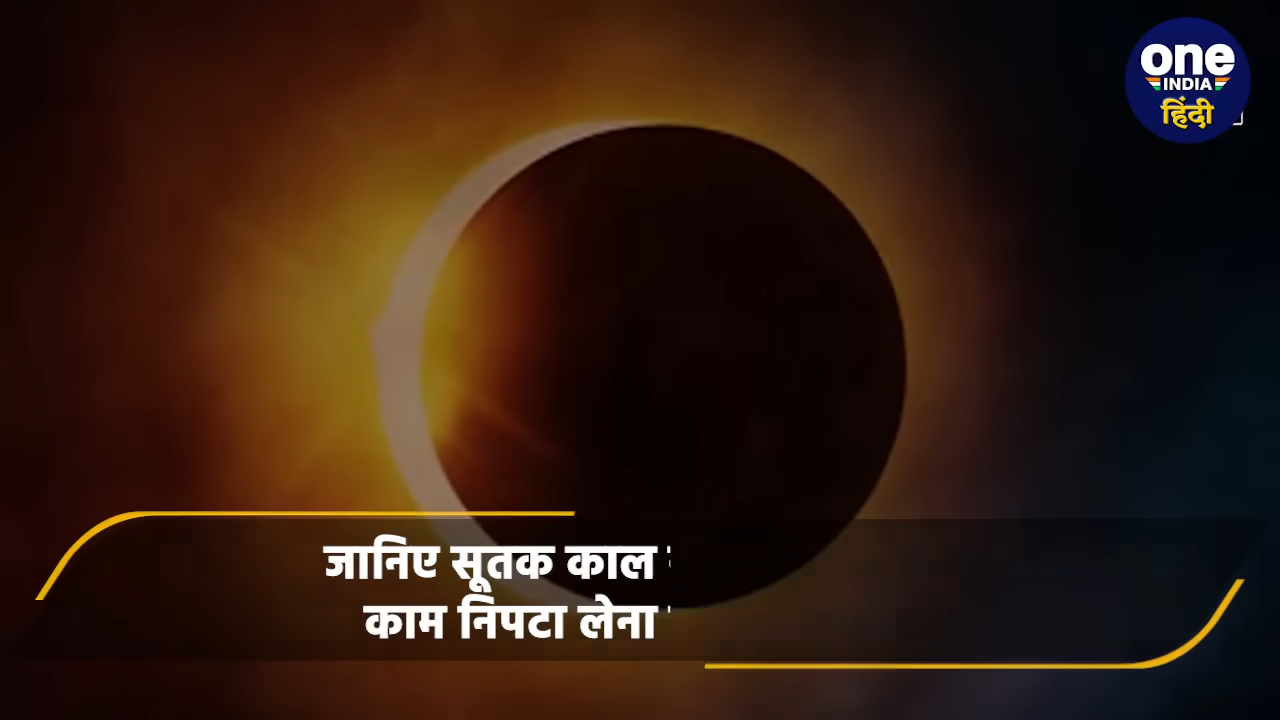 one
INDIA
हिंदी
जानिए सूतक काल
काम निपटा लेना